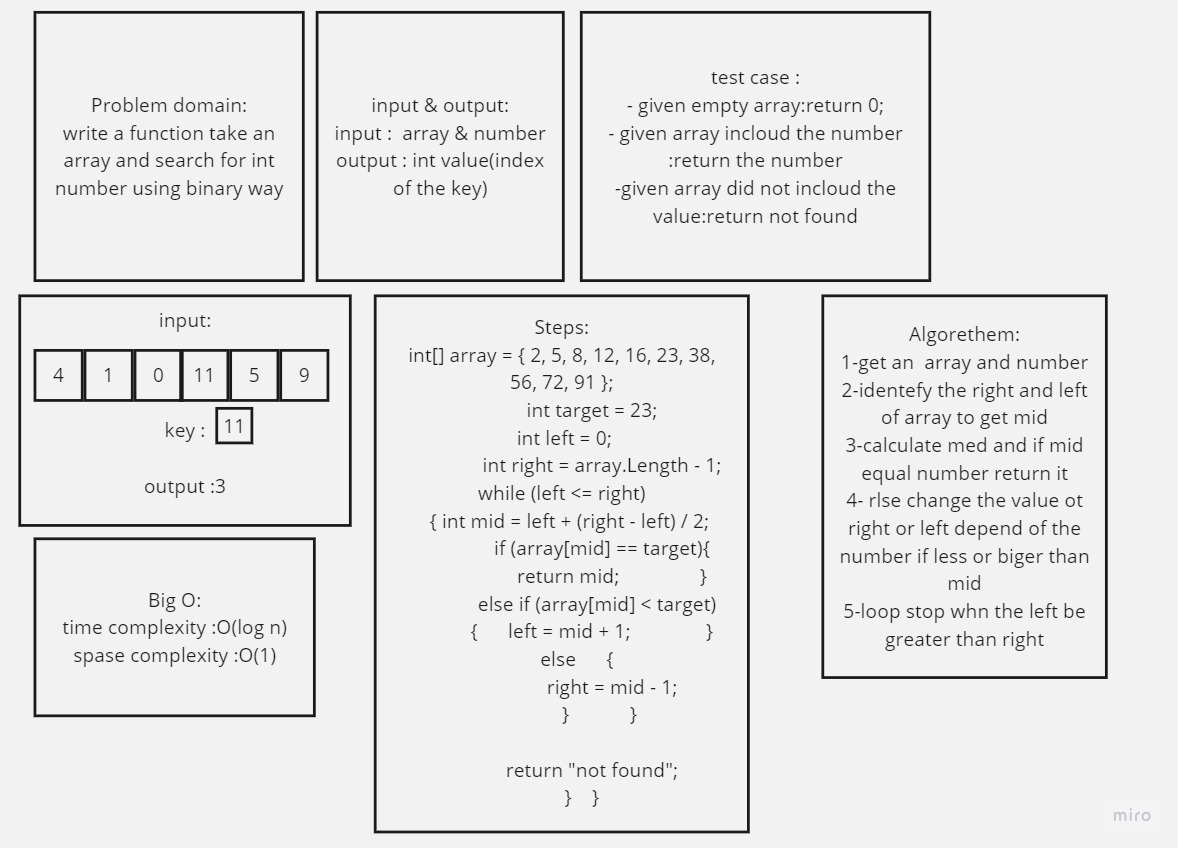 Problem domain:
write a function take an
array and search for int
number using binary way
input & output:
input :  array & number
output : int value(index
of the key)
test case :
- given empty array:return 0;
- given array incloud the number
:return the number
-given array did not incloud the
value:return not found
input:
4 1 0 11 5 9
key : 11
output :3
Big O:
time complexity :O(log n)
spase complexity :O(1)
Steps:
int[] array = { 2, 5, 8, 12, 16, 23, 38,
56, 72, 91 };
int target = 23;
int left = 0;
int right = array.Length - 1;
while (left <= right)
{ int mid = left + (right - left) / 2;
if (array[mid] == target){
return mid; }
else if (array[mid] < target)
{ left = mid + 1; }
else {
right = mid - 1;
} }
return "not found";
} }
Algorethem:
1-get an  array and number
2-identefy the right and left
of array to get mid
3-calculate med and if mid
equal number return it
4- rlse change the value ot
right or left depend of the
number if less or biger than
mid
5-loop stop whn the left be
greater than right
miro